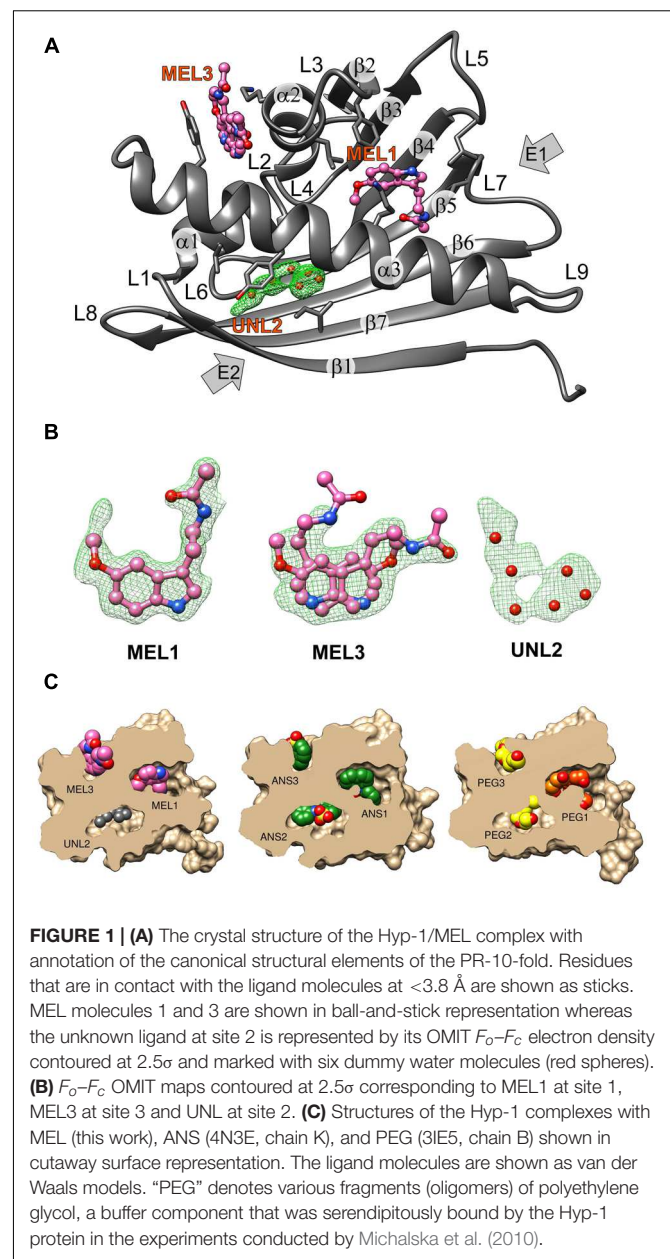 A
MEL3
L3
β2
L5
α2
β3
MEL1
β4
E1
L2
L4
L7
β5
α1
β6
L1
L6
α3
L9
L8
UNL2
β7
E2
β1
B
MEL1
MEL3
UNL2
C
MEL3
MEL1
UNL2
ANS3
ANS1
ANS2
PEG3
PEG1
PEG2
FIGURE 1 | (A) The crystal structure of the Hyp-1/MEL complex with
annotation of the canonical structural elements of the PR-10-fold. Residues
that are in contact with the ligand molecules at <3.8 Å are shown as sticks.
MEL molecules 1 and 3 are shown in ball-and-stick representation whereas
the unknown ligand at site 2 is represented by its OMIT Fo–Fc electron density
contoured at 2.5σ and marked with six dummy water molecules (red spheres).
(B) Fo–Fc OMIT maps contoured at 2.5σ corresponding to MEL1 at site 1,
MEL3 at site 3 and UNL at site 2. (C) Structures of the Hyp-1 complexes with
MEL (this work), ANS (4N3E, chain K), and PEG (3IE5, chain B) shown in
cutaway surface representation. The ligand molecules are shown as van der
Waals models. “PEG” denotes various fragments (oligomers) of polyethylene
glycol, a buffer component that was serendipitously bound by the Hyp-1
protein in the experiments conducted by Michalska et al. (2010).